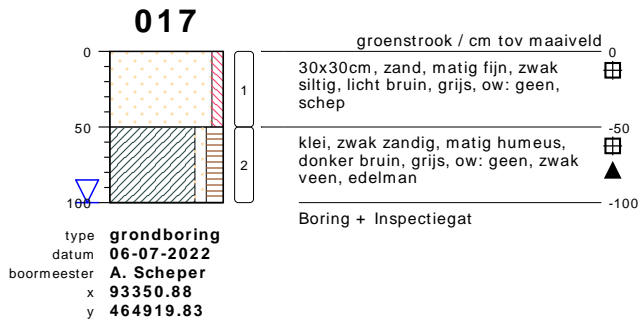 017
groenstrook / cm tov maaiveld
0
0
30x30cm, zand, matig fijn, zwak
siltig, licht bruin, grijs, ow: geen,
schep
1
50
-50
klei, zwak zandig, matig humeus,
donker bruin, grijs, ow: geen, zwak
veen, edelman
2
100
-100
Boring + Inspectiegat
type grondboring
datum 06-07-2022
boormeester A. Scheper
x 93350.88
y 464919.83